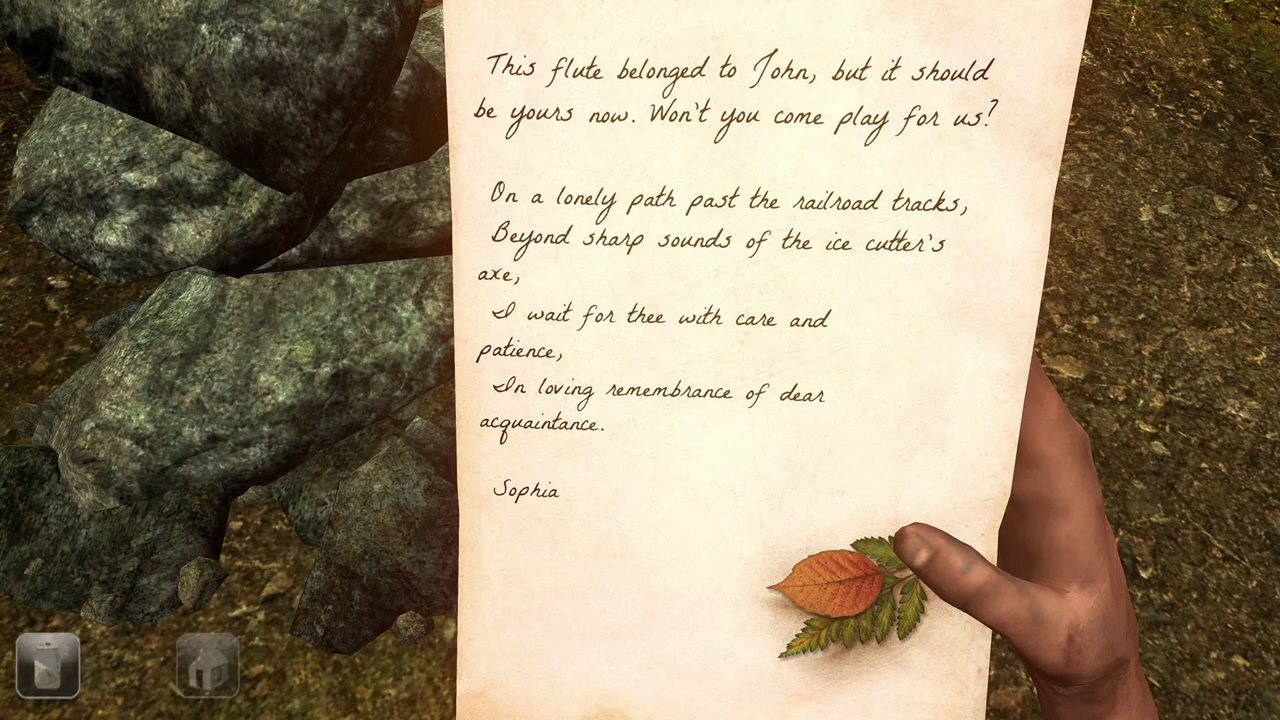 This flute belonged to John, but it should
be yours now. Won't you come play for us?
On a lonely path past the railroad tracks,
Beyond sharp sounds of the ice cutter's
axe,
I wait for thee with care and
patience,
In loving remembrance of dear
acquaintance.
Sophia